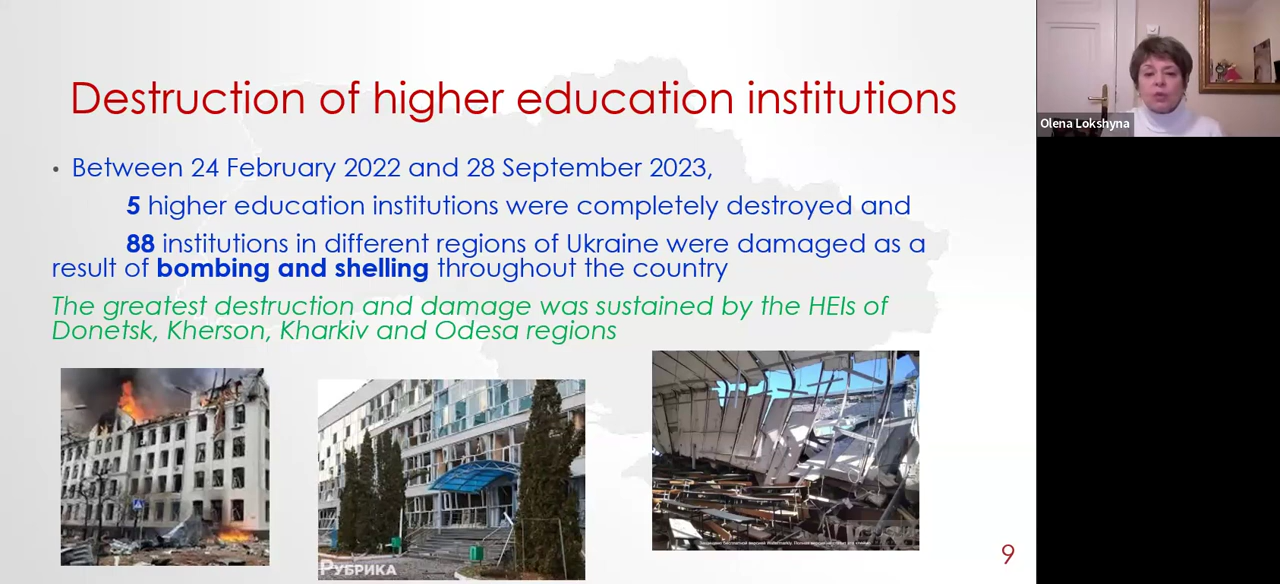 Destruction of higher education institutions
• Between 24 February 2022 and 28 September 2023,
5 higher education institutions were completely destroyed and
88 institutions in different regions of Ukraine were damaged as a
result of bombing and shelling throughout the country
The greatest destruction and damage was sustained by the HEIs of
Donetsk, Kherson, Kharkiv and Odesa regions
РУБРИКА
9
Olena Lokshyna